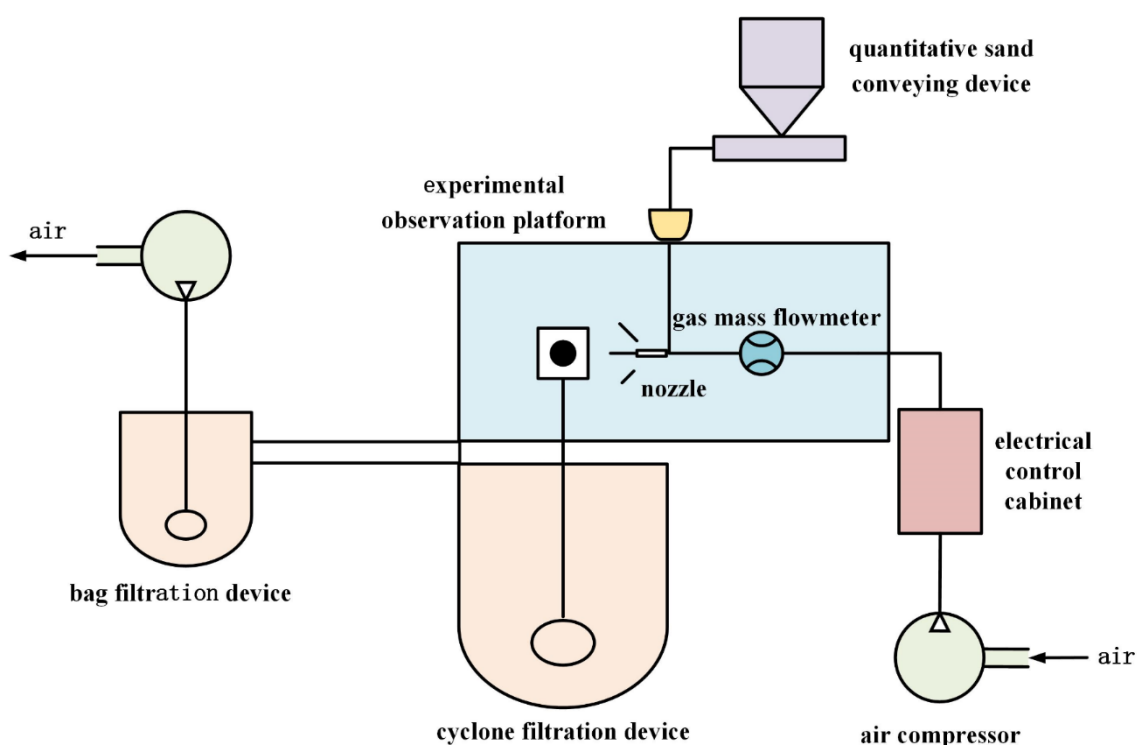 quantitative sand
conveying device
experimental
observation platform
air
gas mass flowmeter
nozzle
electrical
control
cabinet
bag filtration device
air
cyclone filtration device
air compressor